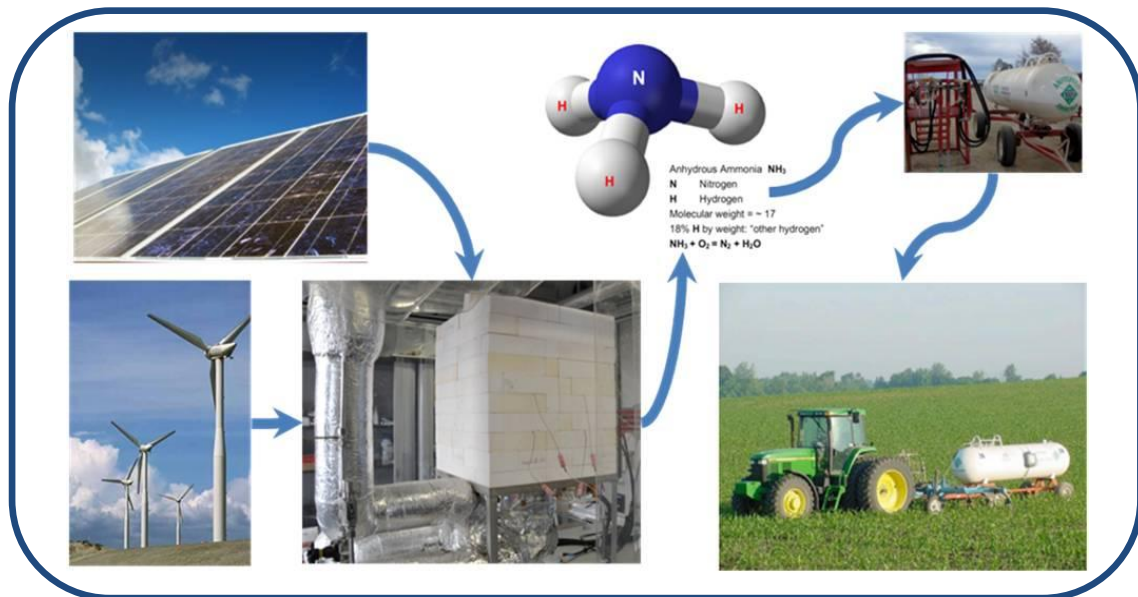 N
H
H
H
Anhydrous Ammonia NH₃
N Nitrogen
H Hydrogen
Molecular weight = ~ 17
18% H by weight: “other hydrogen”
NH₃ + O₂ = N₂ + H₂O